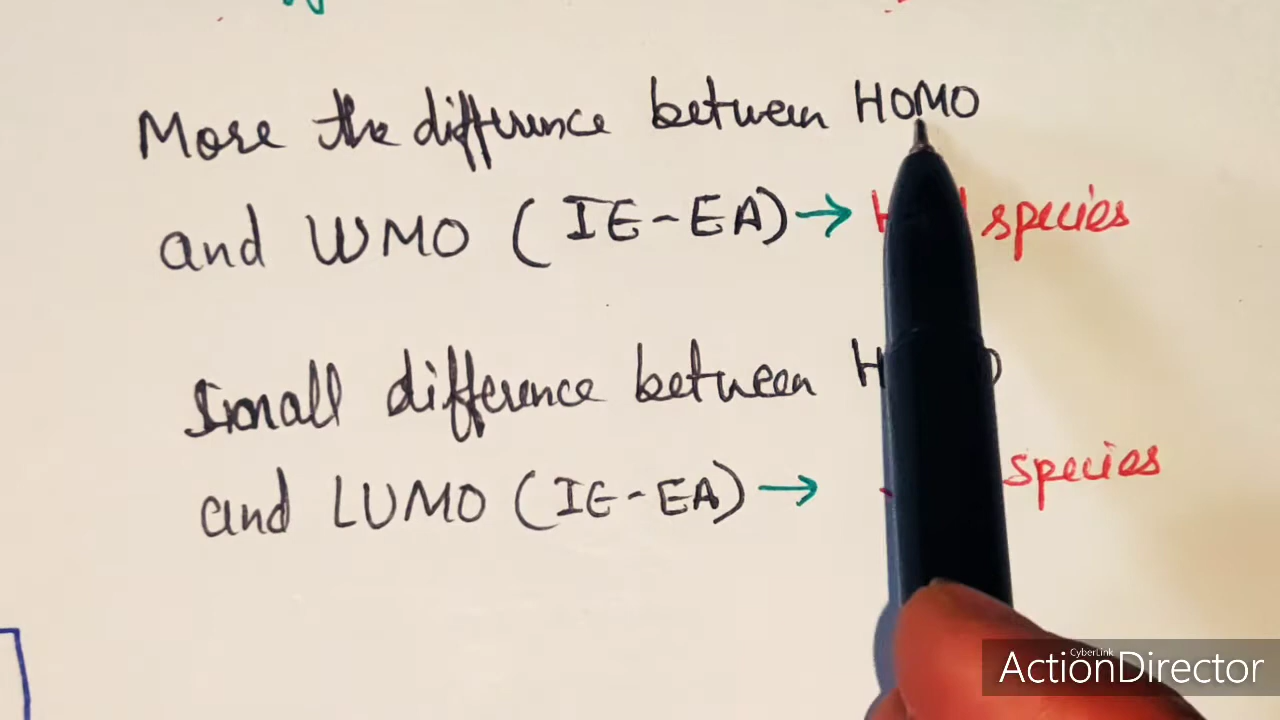 More the difference between HOMO
and LUMO (IE-EA) → species
Small difference between
and LUMO (IE-EA) → species
CyberLink
ActionDirector